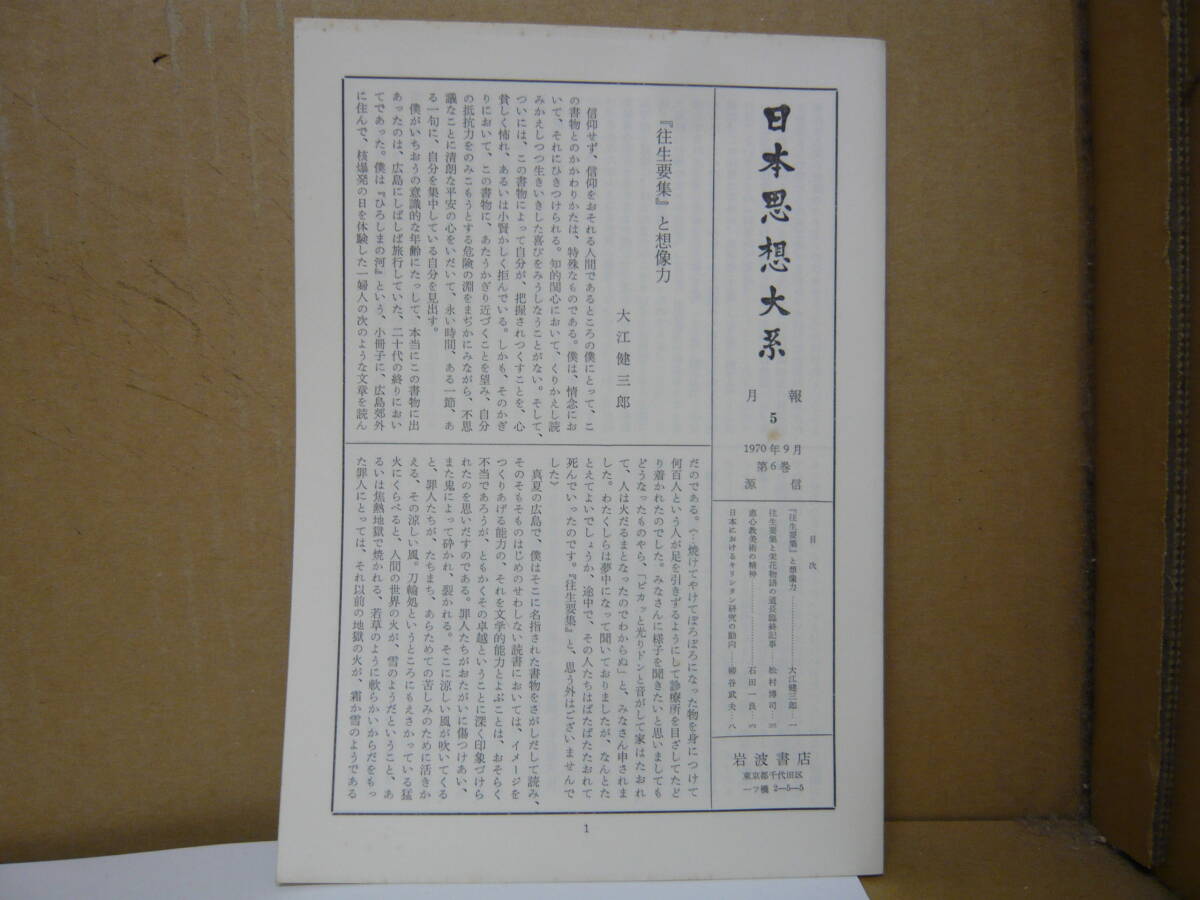 日本思想大系
月報
5
1970年9月
第6巻
源信
目次
『往生要集』と想像力……大江健三郎…一
往生要集と栄花物語の道長臨終記事…松村博司…三
恵心教美術の精神……石田一良…六
日本におけるキリシタン研究の動向……柳谷武夫…八
岩波書店
東京都千代田区
一ツ橋 2—5—5
『往生要集』と想像力
大江健三郎
信仰せず、信仰をおそれる人間であるところの僕にとって、こ
の書物とのかかわりかたは、特殊なものである。僕は、情念にお
いて、それにひきつけられる。知的関心において、くりかえし読
みかえしつつ生きいきした喜びをみうしなうことがない。そして、
ついには、この書物によって自分が、把握されつくすことを、心
貧しく怖れ、あるいは小賢かしく拒んでいる。しかも、そのかぎ
りにおいて、この書物に、あたうかぎり近づくことを望み、自分
の抵抗力をのみこもうとする危険の淵をまぢかにみながら、不思
議なことに清朗な平安の心をいだいて、永い時間、ある一節、あ
る一句に、自分を集中している自分を見出す。
僕がいちおうの意識的な年齢にたっして、本当にこの書物に出
あったのは、広島にしばしば旅行していた、二十代の終りにおい
てであった。僕は『ひろしまの河』という、小冊子に、広島郊外
に住んで、核爆発の日を体験した一婦人の次のような文章を読ん
だのである。《…焼けてやけてぼろぼろになった物を身につけて
何百人という人が足を引きずるようにして診療所を目ざしてたど
り着かれたのでした。みなさんに様子を聞きたいと思いましても
どうなったものやら、「ピカッと光りドンと音がして家はたおれ
て、人は火だるまとなったのでわからぬ」と、みなさん申されま
した。わたくしらは夢中になって聞いておりましたが、なんとた
とえてよいでしょうか、途中で、その人たちはばたばたたおれて
死んでいったのです。『往生要集』と、思う外はございませんで
した》
真夏の広島で、僕はそこに名指された書物をさがしだして読み、
そのそもそものはじめのせわしない読書においては、イメージを
つくりあげる能力の、それを文学的能力とよぶことは、おそらく
不当であろうが、ともかくその卓越ということに深く印象づけら
れたのを思いだすのである。罪人たちがおたがいに傷つけあい、
また鬼によって砕かれ、裂かれる。そこに涼しい風が吹いてくる
と、罪人たちが、たちまち、あらためての苦しみのために活きか
える、その涼しい風。刀輪処というところにもえさかっている猛
火にくらべると、人間の世界の火が、雪のようだということ、あ
るいは焦熱地獄で焼かれる、若草のように軟らかいからだをもっ
た罪人にとっては、それ以前の地獄の火が、霜か雪のようである
1